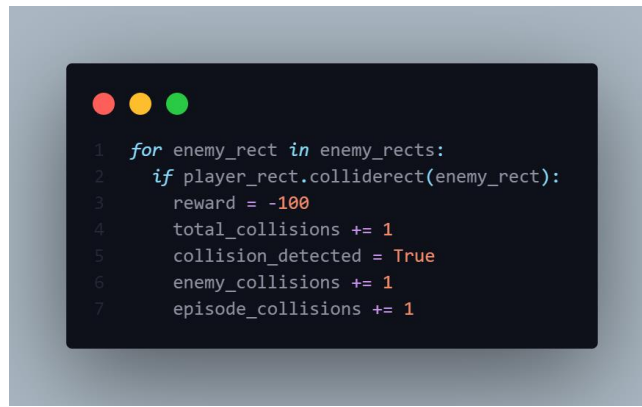 1 for enemy_rect in enemy_rects:
2   if player_rect.colliderect(enemy_rect):
3     reward = -100
4     total_collisions += 1
5     collision_detected = True
6     enemy_collisions += 1
7     episode_collisions += 1